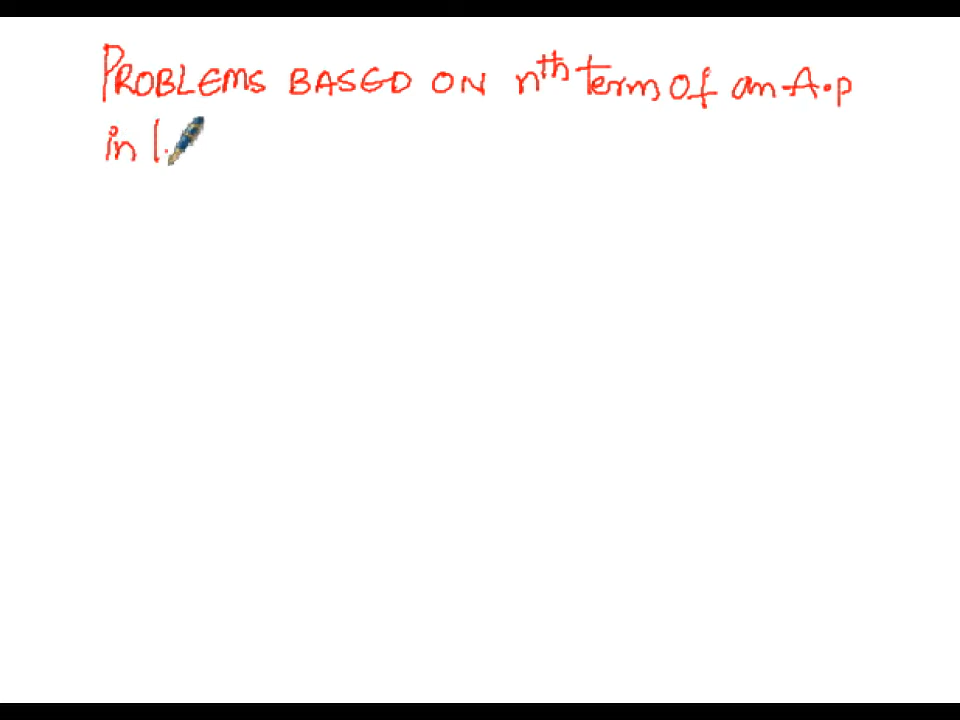 PROBLEMS BASED ON nth term of an A.p
in 1.